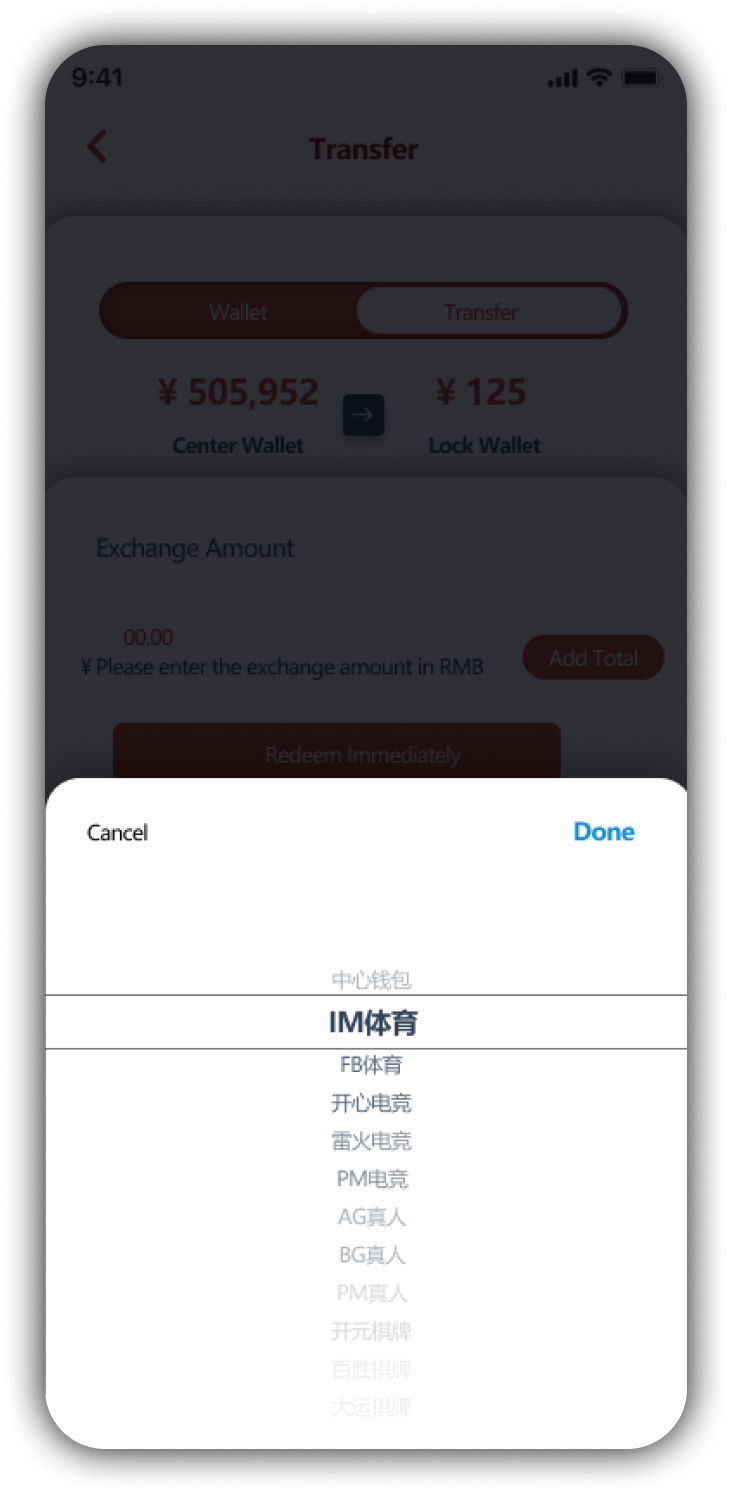 9:41
Transfer
Wallet
Transfer
¥ 505,952
¥ 125
Center Wallet
Lock Wallet
Exchange Amount
00.00
¥ Please enter the exchange amount in RMB
Add Total
Redeem Immediately
Cancel
Done
中心钱包
IM体育
FB体育
开心电竞
雷火电竞
PM电竞
AG真人
BG真人
PM真人
开元棋牌
百胜棋牌
大运棋牌